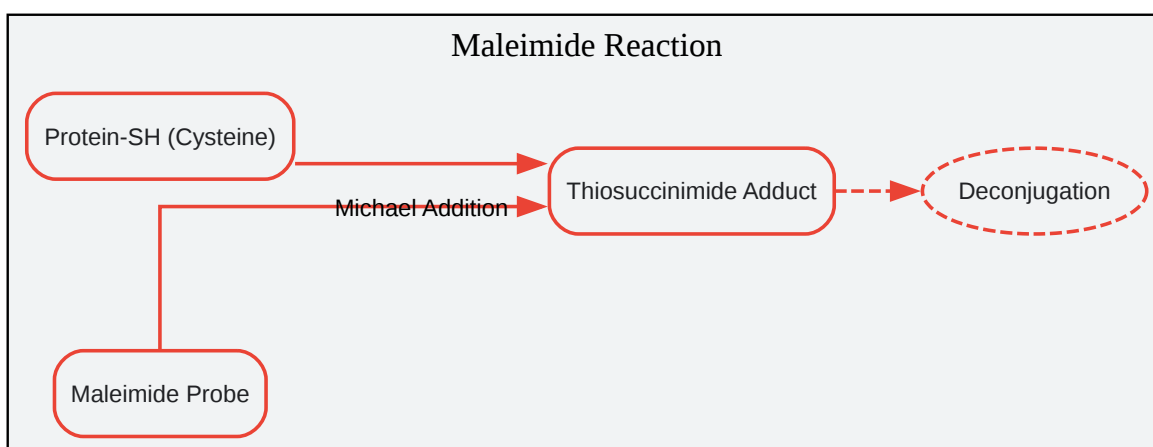 Maleimide Reaction
Protein-SH (Cysteine)
Thiosuccinimide Adduct
Deconjugation
Michael Addition
Maleimide Probe